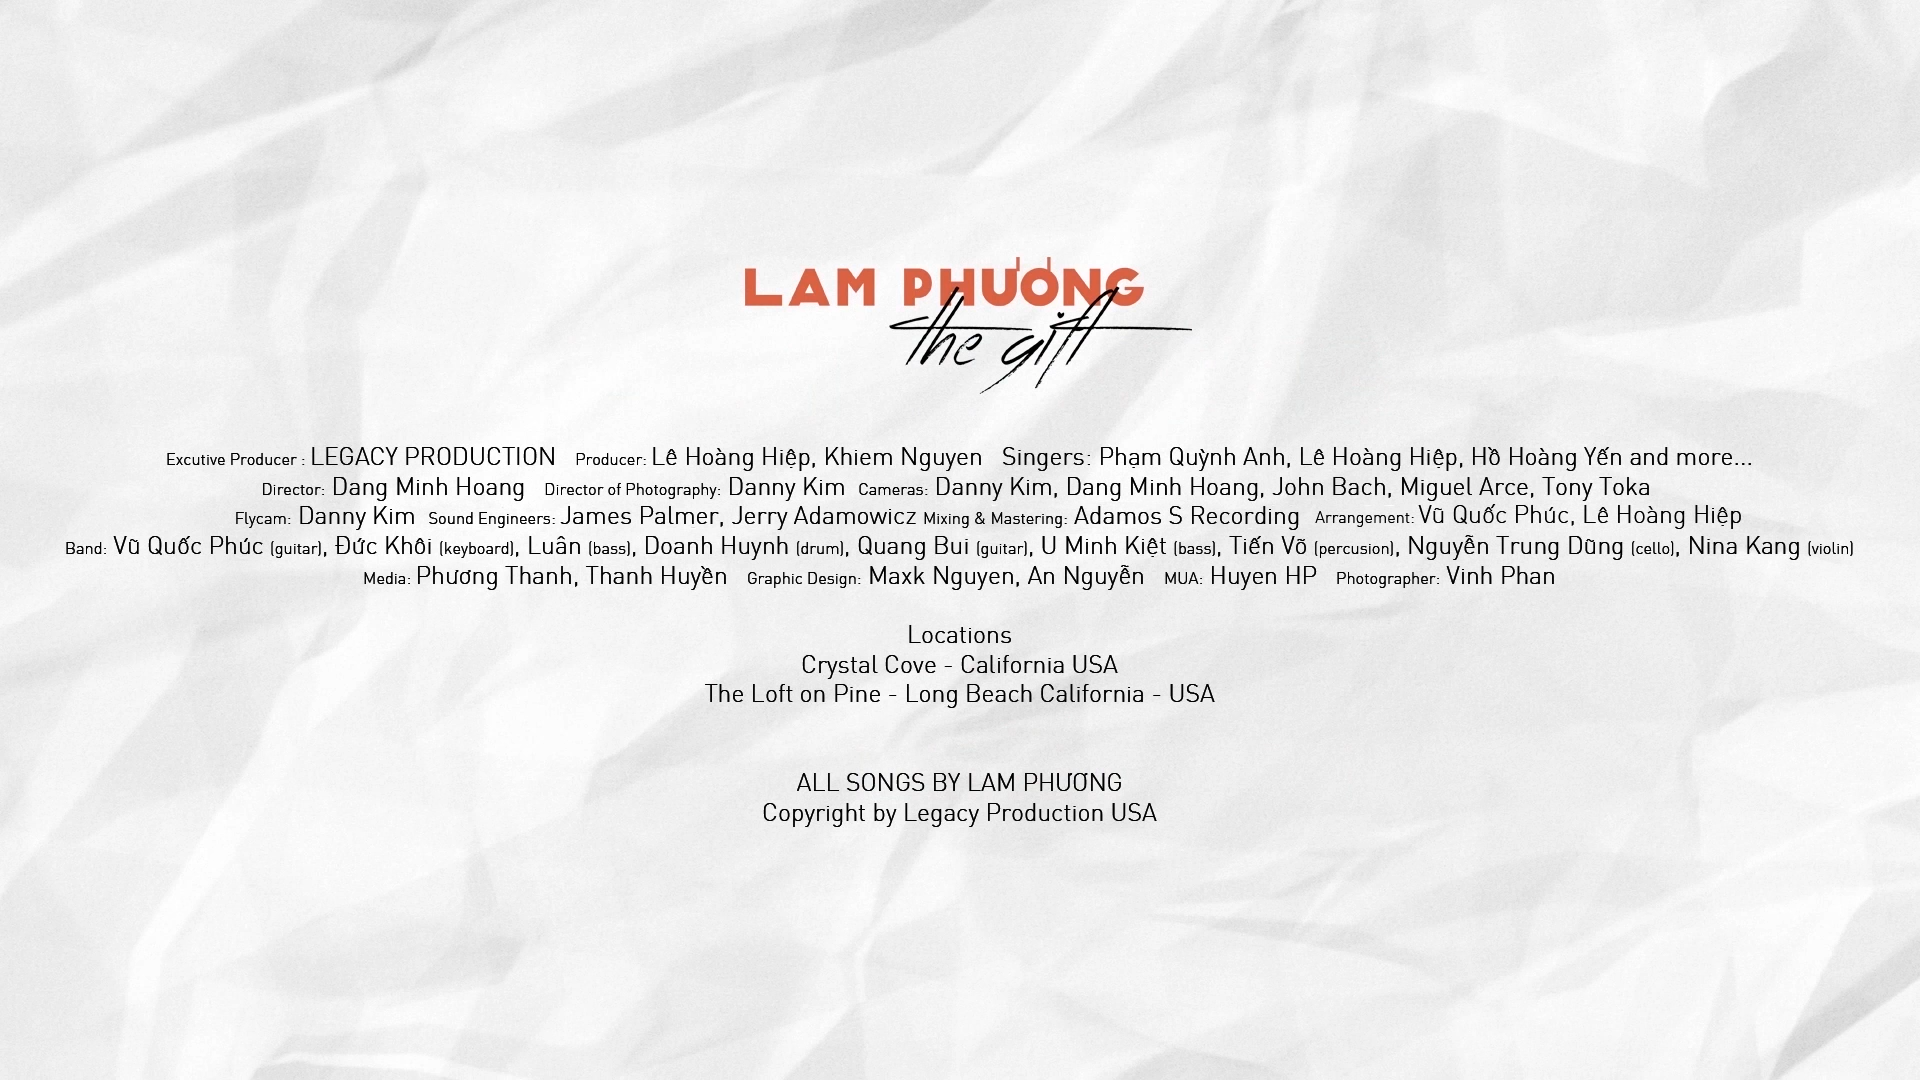 LAM PHƯƠNG
the gift
Excutive Producer : LEGACY PRODUCTION Producer: Lê Hoàng Hiệp, Khiem Nguyen Singers: Phạm Quỳnh Anh, Lê Hoàng Hiệp, Hồ Hoàng Yến and more...
Director: Dang Minh Hoang Director of Photography: Danny Kim Cameras: Danny Kim, Dang Minh Hoang, John Bach, Miguel Arce, Tony Toka
Flycam: Danny Kim Sound Engineers: James Palmer, Jerry Adamowicz Mixing & Mastering: Adamos S Recording Arrangement: Vũ Quốc Phúc, Lê Hoàng Hiệp
Band: Vũ Quốc Phúc (guitar), Đức Khôi (keyboard), Luân (bass), Doanh Huynh (drum), Quang Bui (guitar), U Minh Kiệt (bass), Tiến Võ (percusion), Nguyễn Trung Dũng (cello), Nina Kang (violin)
Media: Phương Thanh, Thanh Huyền Graphic Design: Maxk Nguyen, An Nguyễn MUA: Huyen HP Photographer: Vinh Phan
Locations
Crystal Cove - California USA
The Loft on Pine - Long Beach California - USA
ALL SONGS BY LAM PHƯƠNG
Copyright by Legacy Production USA